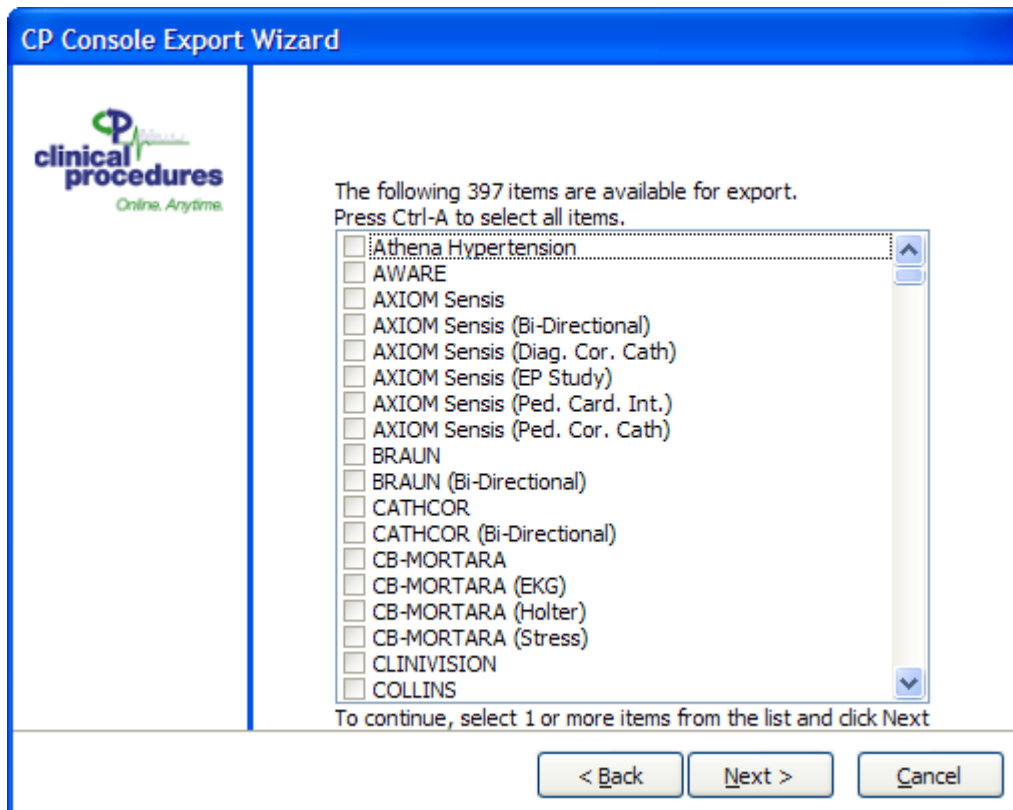 CP Console Export Wizard
CP
clinical
procedures
Online. Anytime.
The following 397 items are available for export.
Press Ctrl-A to select all items.
Athena Hypertension
AWARE
AXIOM Sensis
AXIOM Sensis (Bi-Directional)
AXIOM Sensis (Diag. Cor. Cath)
AXIOM Sensis (EP Study)
AXIOM Sensis (Ped. Card. Int.)
AXIOM Sensis (Ped. Cor. Cath)
BRAUN
BRAUN (Bi-Directional)
CATHCOR
CATHCOR (Bi-Directional)
CB-MORTARA
CB-MORTARA (EKG)
CB-MORTARA (Holter)
CB-MORTARA (Stress)
CLINIVISION
COLLINS
To continue, select 1 or more items from the list and click Next
< Back Next > Cancel